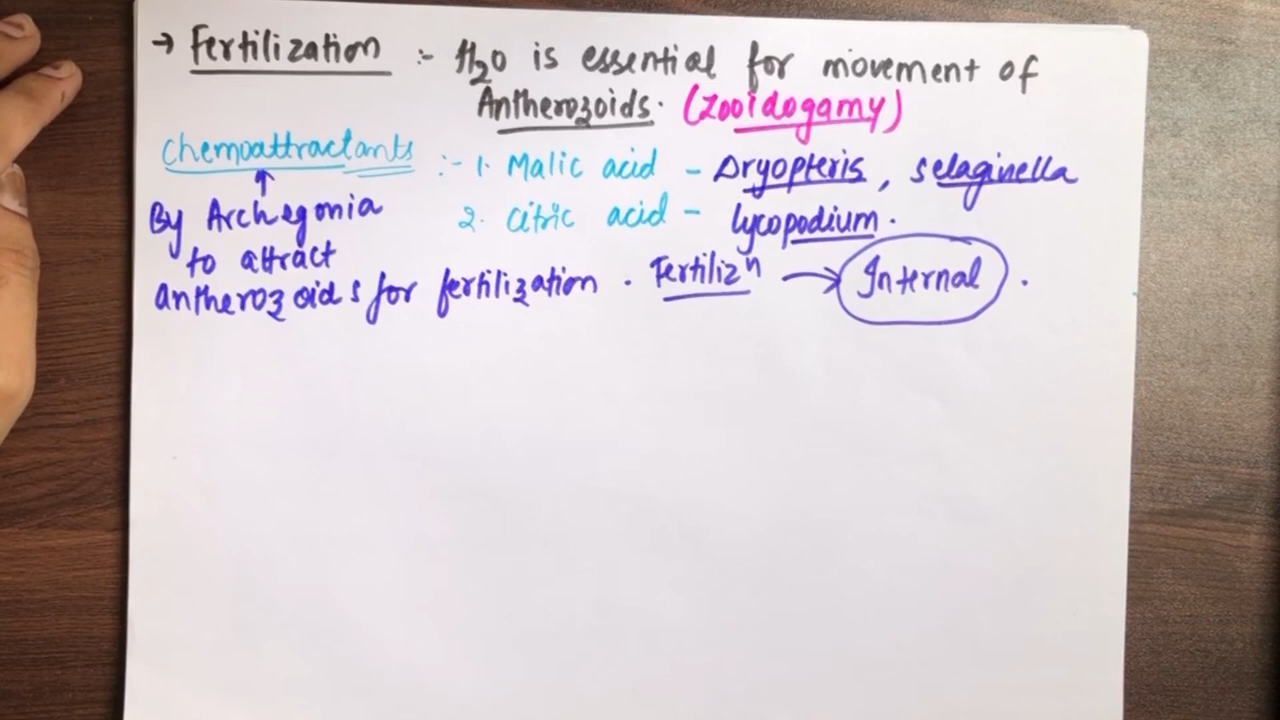 → Fertilization :- H2O is essential for movement of
Antherozoids. (Zooidogamy)
Chemoattractants :- 1. Malic acid - Dryopteris, Selaginella
↑
By Archegonia
to attract
antherozoids for fertilization.
2. Citric acid - Lycopodium.
Fertilizⁿ → Internal.